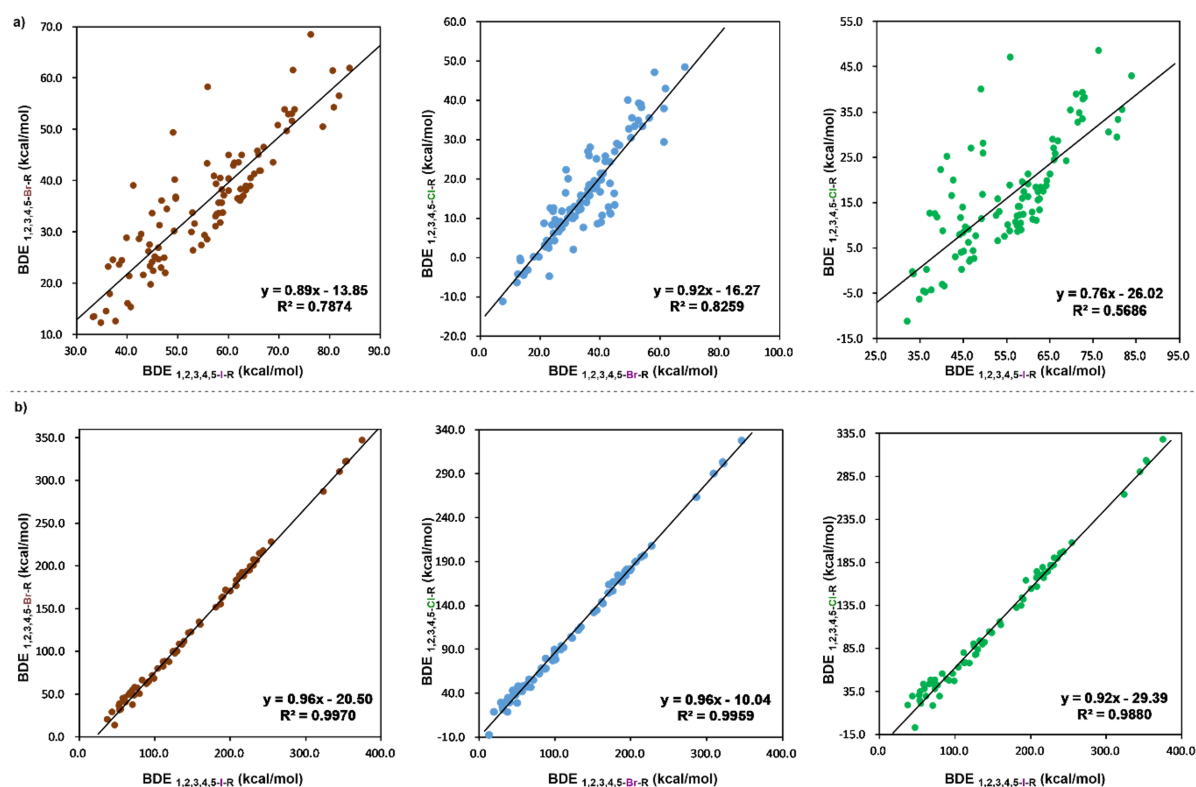 a)
70.0
60.0
50.0
40.0
30.0
20.0
10.0
30.0 40.0 50.0 60.0 70.0 80.0 90.0
BDE 1,2,3,4,5-Br-R (kcal/mol)
BDE 1,2,3,4,5-I-R (kcal/mol)
y = 0.89x - 13.85
R² = 0.7874
60.0
50.0
40.0
30.0
20.0
10.0
0.0
-10.0
-20.0
0.0 20.0 40.0 60.0 80.0 100.0
BDE 1,2,3,4,5-Cl-R (kcal/mol)
BDE 1,2,3,4,5-Br-R (kcal/mol)
y = 0.92x - 16.27
R² = 0.8259
55.0
45.0
35.0
25.0
15.0
5.0
-5.0
-15.0
25.0 35.0 45.0 55.0 65.0 75.0 85.0 95.0
BDE 1,2,3,4,5-Cl-R (kcal/mol)
BDE 1,2,3,4,5-I-R (kcal/mol)
y = 0.76x - 26.02
R² = 0.5686
b)
350.0
300.0
250.0
200.0
150.0
100.0
50.0
0.0
0.0 100.0 200.0 300.0 400.0
BDE 1,2,3,4,5-Br-R (kcal/mol)
BDE 1,2,3,4,5-I-R (kcal/mol)
y = 0.96x - 20.50
R² = 0.9970
340.0
290.0
240.0
190.0
140.0
90.0
40.0
-10.0
0.0 100.0 200.0 300.0 400.0
BDE 1,2,3,4,5-Cl-R (kcal/mol)
BDE 1,2,3,4,5-Br-R (kcal/mol)
y = 0.96x - 10.04
R² = 0.9959
335.0
285.0
235.0
185.0
135.0
85.0
35.0
-15.0
0.0 100.0 200.0 300.0 400.0
BDE 1,2,3,4,5-Cl-R (kcal/mol)
BDE 1,2,3,4,5-I-R (kcal/mol)
y = 0.92x - 29.39
R² = 0.9880